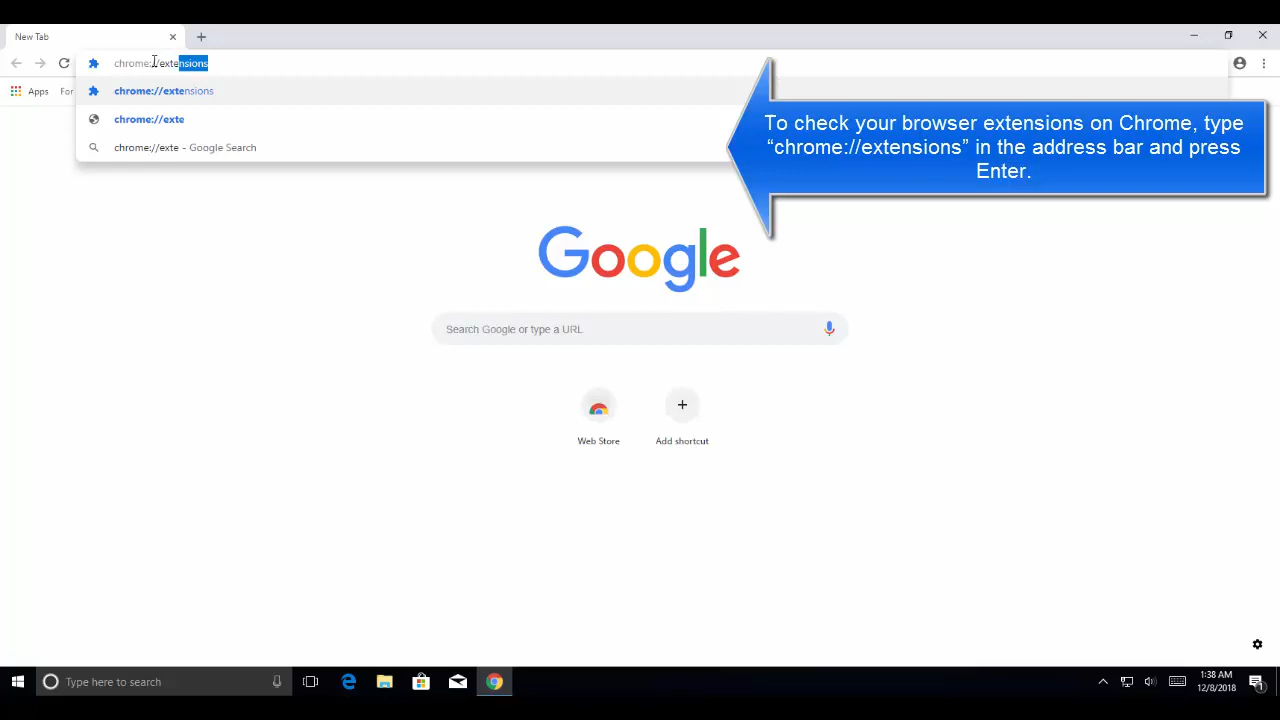 New Tab
chrome://extensions
Apps
For
chrome://extensions
chrome://exte
chrome://exte - Google Search
To check your browser extensions on Chrome, type
“chrome://extensions” in the address bar and press
Enter.
Google
Search Google or type a URL
Web Store
Add shortcut
Type here to search
1:38 AM
12/8/2018
1